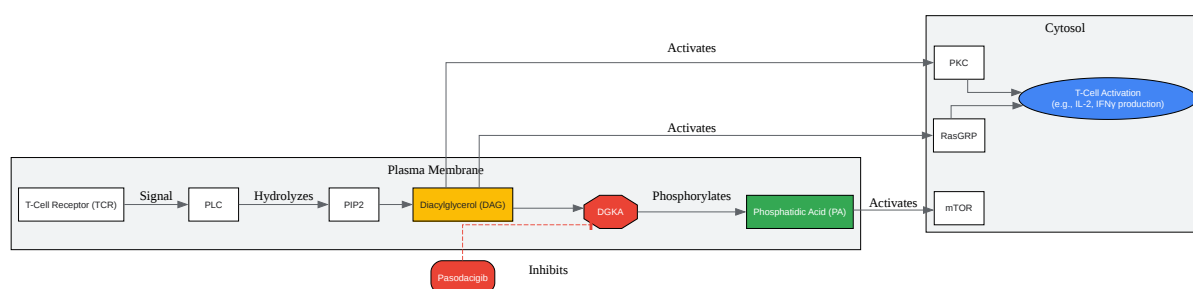 Cytosol
Activates
PKC
T-Cell Activation
(e.g., IL-2, IFNγ production)
Activates
RasGRP
Plasma Membrane
T-Cell Receptor (TCR)
Signal
PLC
Hydrolyzes
PIP2
Diacylglycerol (DAG)
DGKA
Phosphorylates
Phosphatidic Acid (PA)
Activates
mTOR
Pasodacigib
Inhibits